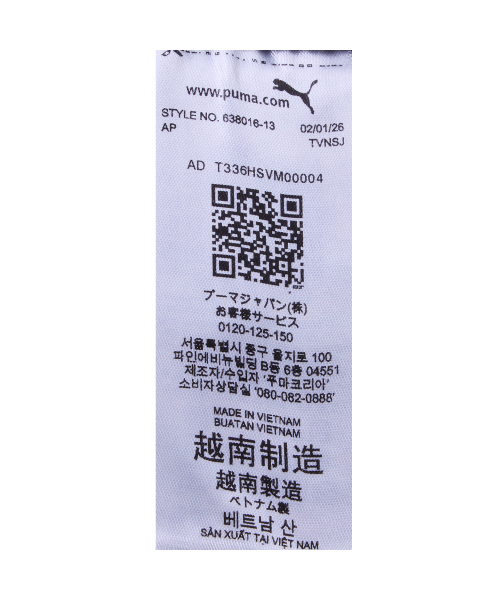 www.puma.com
STYLE NO. 638016-13 02/01/26
AP TVNSJ
AD T336HSVM00004
プーマジャパン(株)
お客様サービス
0120-125-150
서울특별시 중구 을지로 100
파인에비뉴빌딩 B동 6층 04551
제조자/수입자 '푸마코리아'
소비자상담실 '080-062-0888'
MADE IN VIETNAM
BUATAN VIETNAM
越南制造
越南製造
ベトナム製
베트남 산
SẢN XUẤT TẠI VIỆT NAM